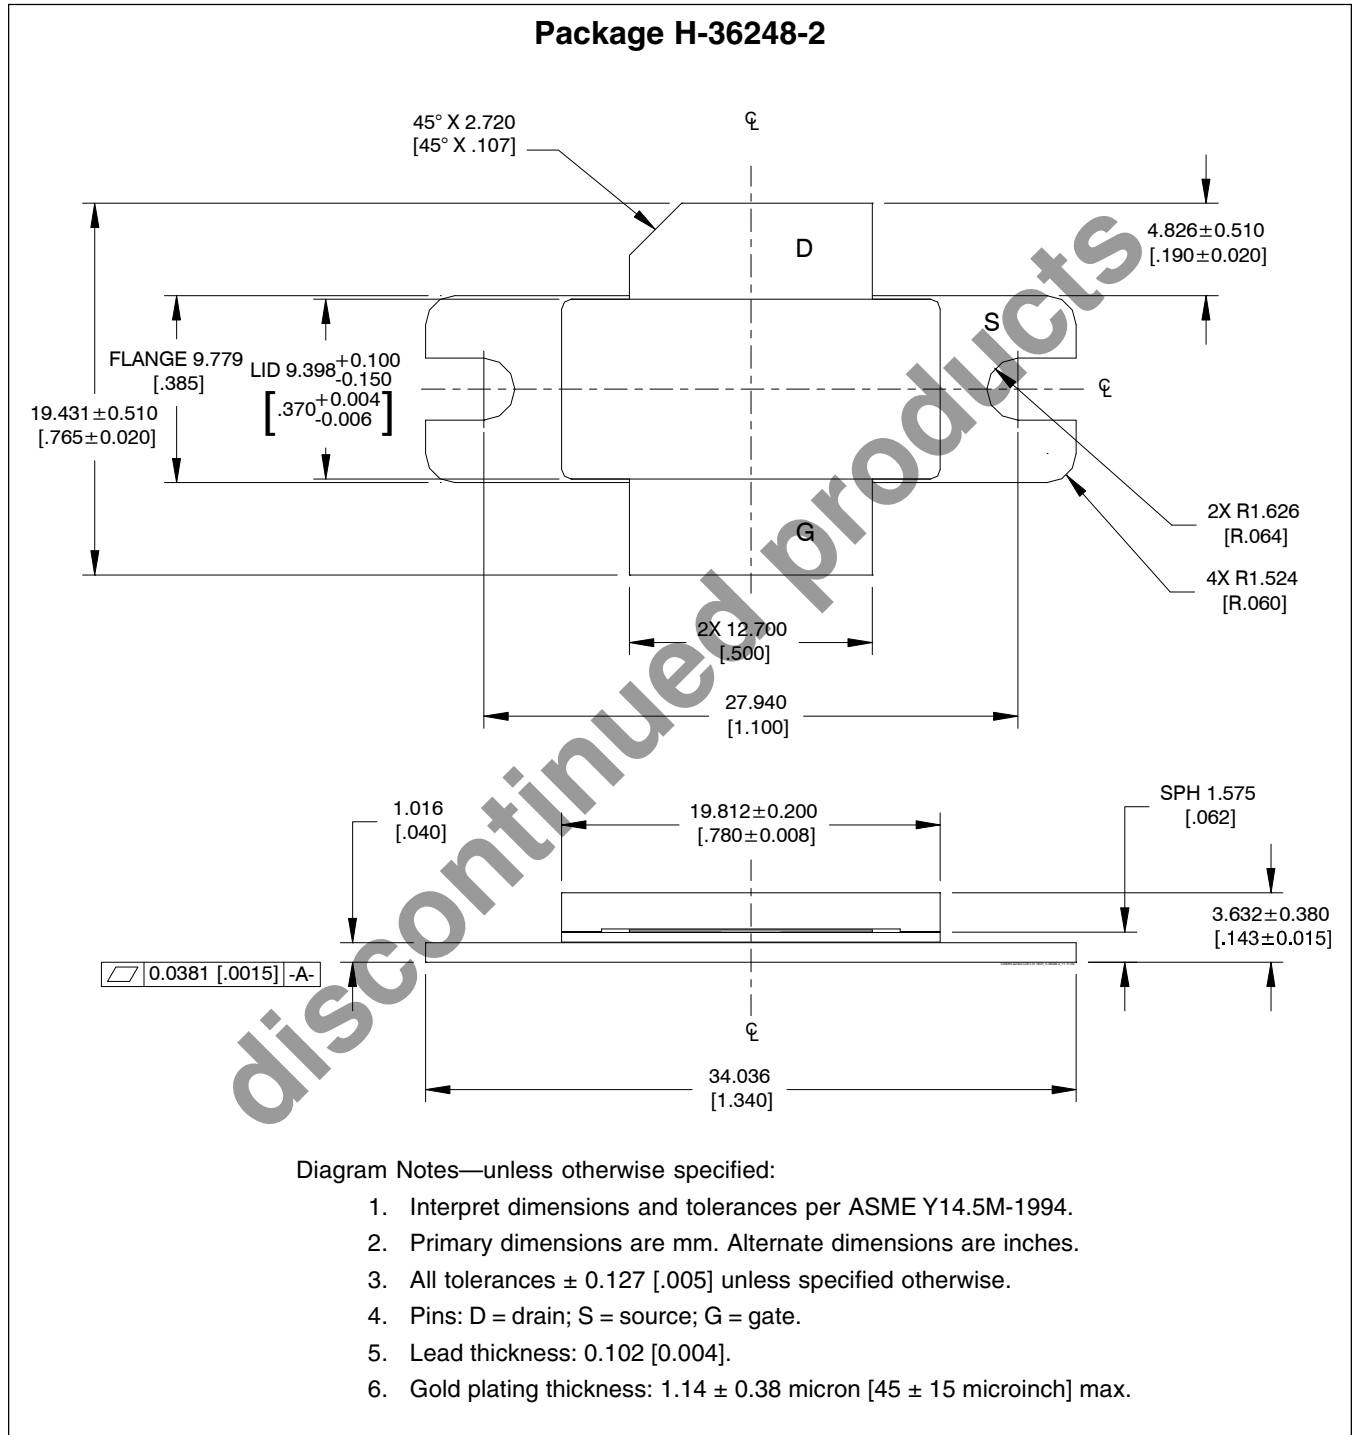 Package H-36248-2
45° X 2.720
[45° X .107]
℄
4.826±0.510
[.190±0.020]
D
S
FLANGE 9.779
[.385]
LID 9.398 +0.100 -0.150
[.370 +0.004 -0.006]
℄
19.431±0.510
[.765±0.020]
G
2X R1.626
[R.064]
4X R1.524
[R.060]
2X 12.700
[.500]
27.940
[1.100]
1.016
[.040]
19.812±0.200
[.780±0.008]
SPH 1.575
[.062]
3.632±0.380
[.143±0.015]
⏥ 0.0381 [.0015] -A-
℄
34.036
[1.340]
discontinued products
Diagram Notes—unless otherwise specified:
1. Interpret dimensions and tolerances per ASME Y14.5M-1994.
2. Primary dimensions are mm. Alternate dimensions are inches.
3. All tolerances ± 0.127 [.005] unless specified otherwise.
4. Pins: D = drain; S = source; G = gate.
5. Lead thickness: 0.102 [0.004].
6. Gold plating thickness: 1.14 ± 0.38 micron [45 ± 15 microinch] max.